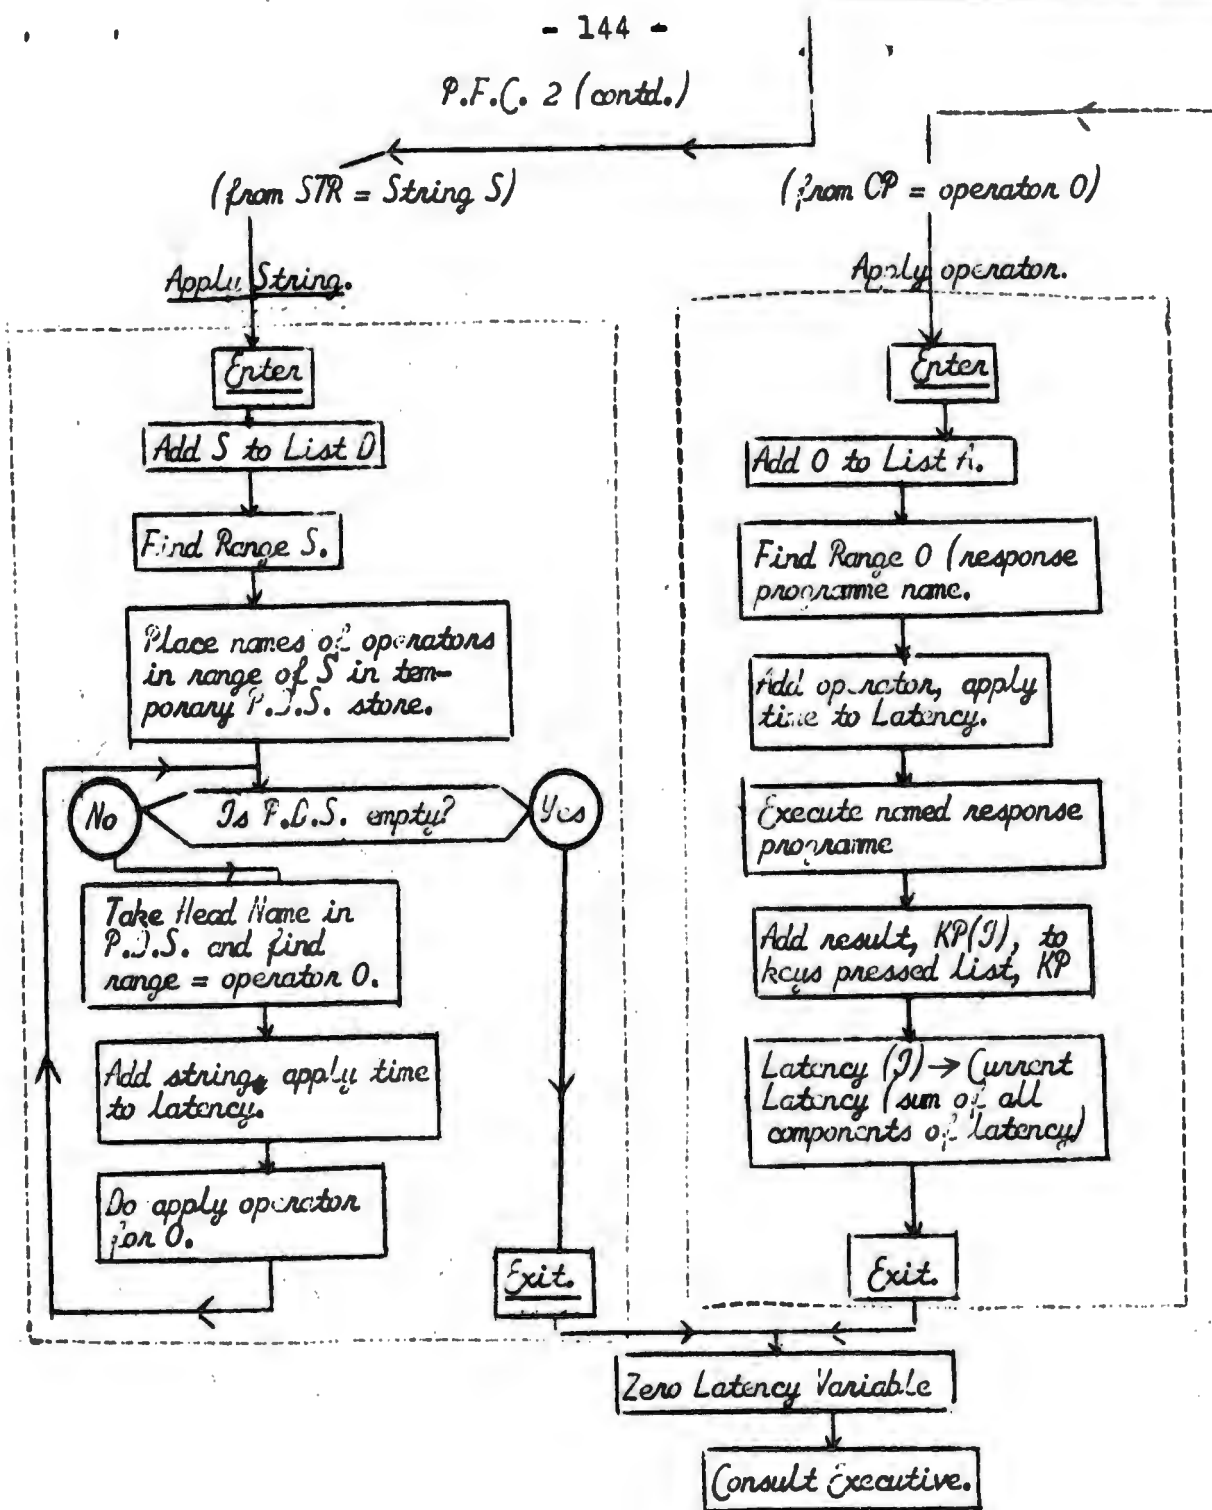 - 144 -
P.F.C. 2 (contd.)
(from STR = String S)
Apply String.
Enter
Add S to List D
Find Range S.
Place names of operators
in range of S in tem-
porary P.D.S. store.
No
Is P.D.S. empty?
Yes
Take Head Name in
P.D.S. and find
range = operator O.
Add string, apply time
to latency.
Do apply operator
for O.
Exit.
(from CP = operator O)
Apply operator.
Enter
Add O to List A.
Find Range O (response
programme name.
Add operator, apply
time to Latency.
Execute named response
programme
Add result, KP(I), to
keys pressed list, KP
Latency (I) → Current
Latency (sum of all
components of latency)
Exit.
Zero Latency Variable
Consult Executive.